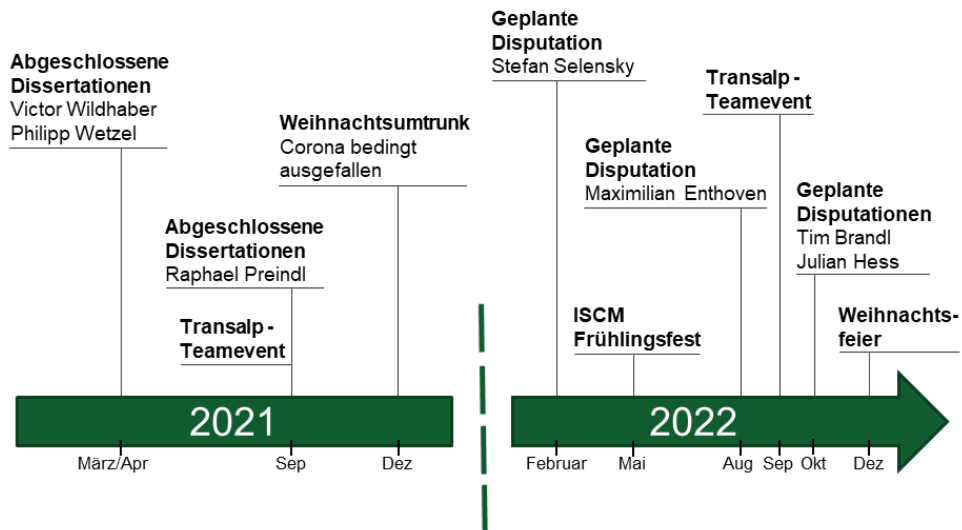 Abgeschlossene
Dissertationen
Victor Wildhaber
Philipp Wetzel
Weihnachtsumtrunk
Corona bedingt
ausgefallen
Abgeschlossene
Dissertationen
Raphael Preindl
Transalp -
Teamevent
Geplante
Disputation
Stefan Selensky
Transalp -
Teamevent
Geplante
Disputation
Maximilian Enthoven
Geplante
Disputationen
Tim Brandl
Julian Hess
ISCM
Frühlingsfest
Weihnachts-
feier
2021
2022
März/Apr
Sep
Dez
Februar
Mai
Aug
Sep
Okt
Dez